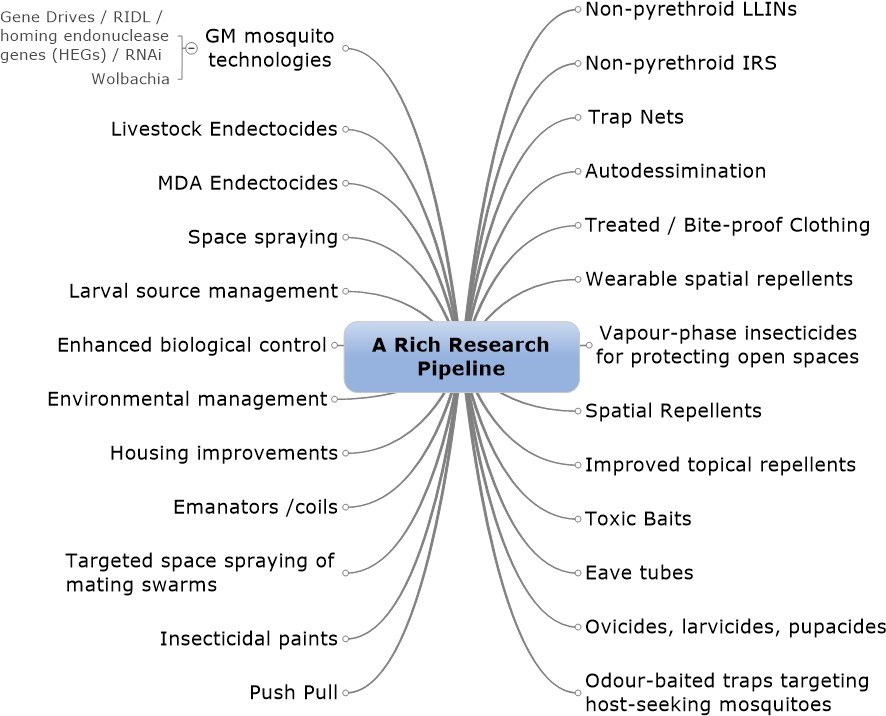 Gene Drives / RIDL /
homing endonuclease
genes (HEGs) / RNAi
Wolbachia
GM mosquito
technologies
Livestock Endectocides
MDA Endectocides
Space spraying
Larval source management
Enhanced biological control
Environmental management
Housing improvements
Emanators /coils
Targeted space spraying of
mating swarms
Insecticidal paints
Push Pull
A Rich Research
Pipeline
Non-pyrethroid LLINs
Non-pyrethroid IRS
Trap Nets
Autodessimination
Treated / Bite-proof Clothing
Wearable spatial repellents
Vapour-phase insecticides
for protecting open spaces
Spatial Repellents
Improved topical repellents
Toxic Baits
Eave tubes
Ovicides, larvicides, pupacides
Odour-baited traps targeting
host-seeking mosquitoes